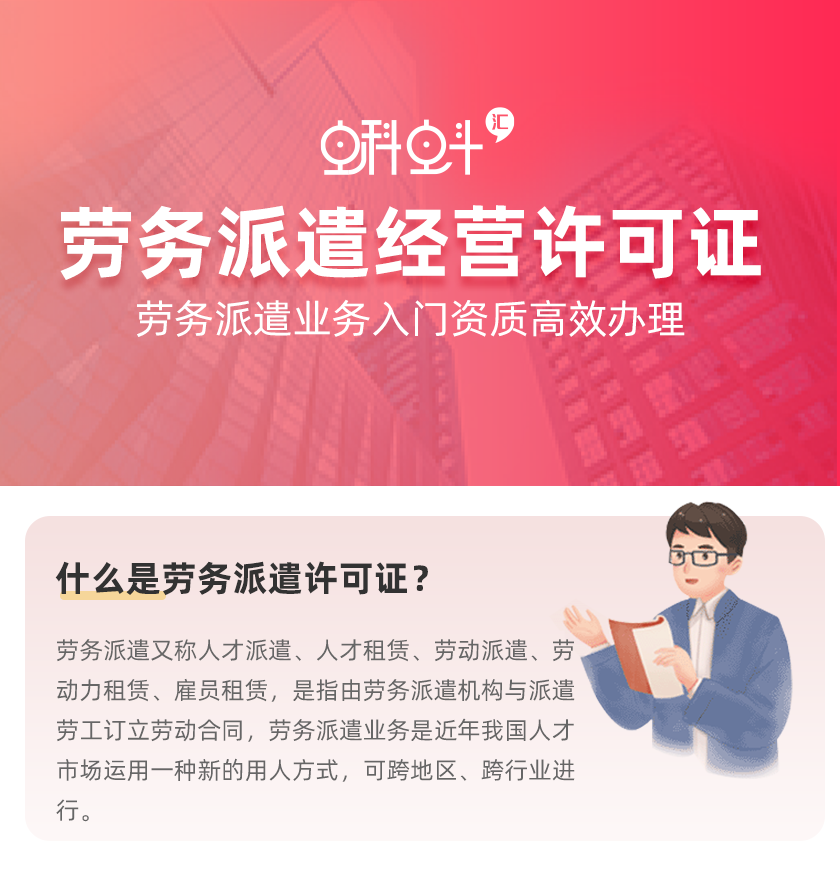 蝌蚪
汇
劳务派遣经营许可证
劳务派遣业务入门资质高效办理
什么是劳务派遣许可证？
劳务派遣又称人才派遣、人才租赁、劳动派遣、劳
动力租赁、雇员租赁，是指由劳务派遣机构与派遣
劳工订立劳动合同，劳务派遣业务是近年我国人才
市场运用一种新的用人方式，可跨地区、跨行业进
行。